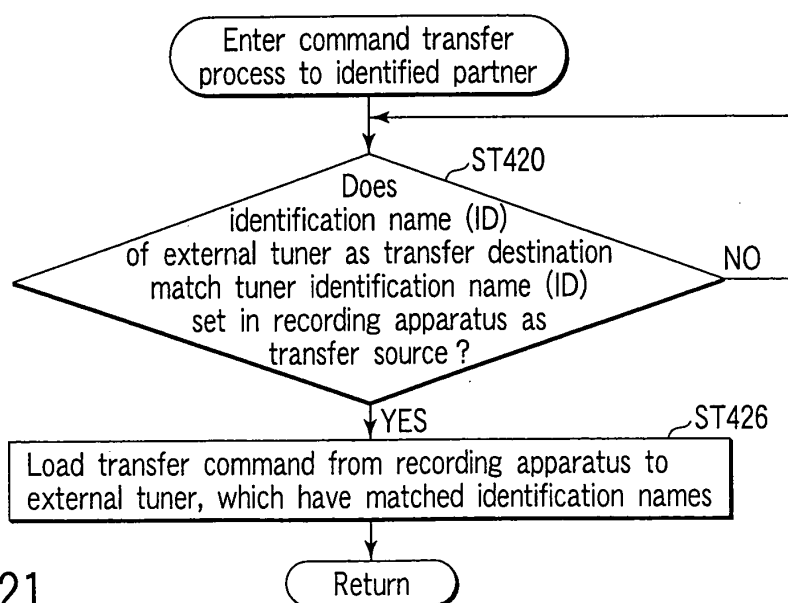 Enter command transfer
process to identified partner
ST420
Does
identification name (ID)
of external tuner as transfer destination
match tuner identification name (ID)
set in recording apparatus as
transfer source ?
NO
YES
ST426
Load transfer command from recording apparatus to
external tuner, which have matched identification names
Return
21